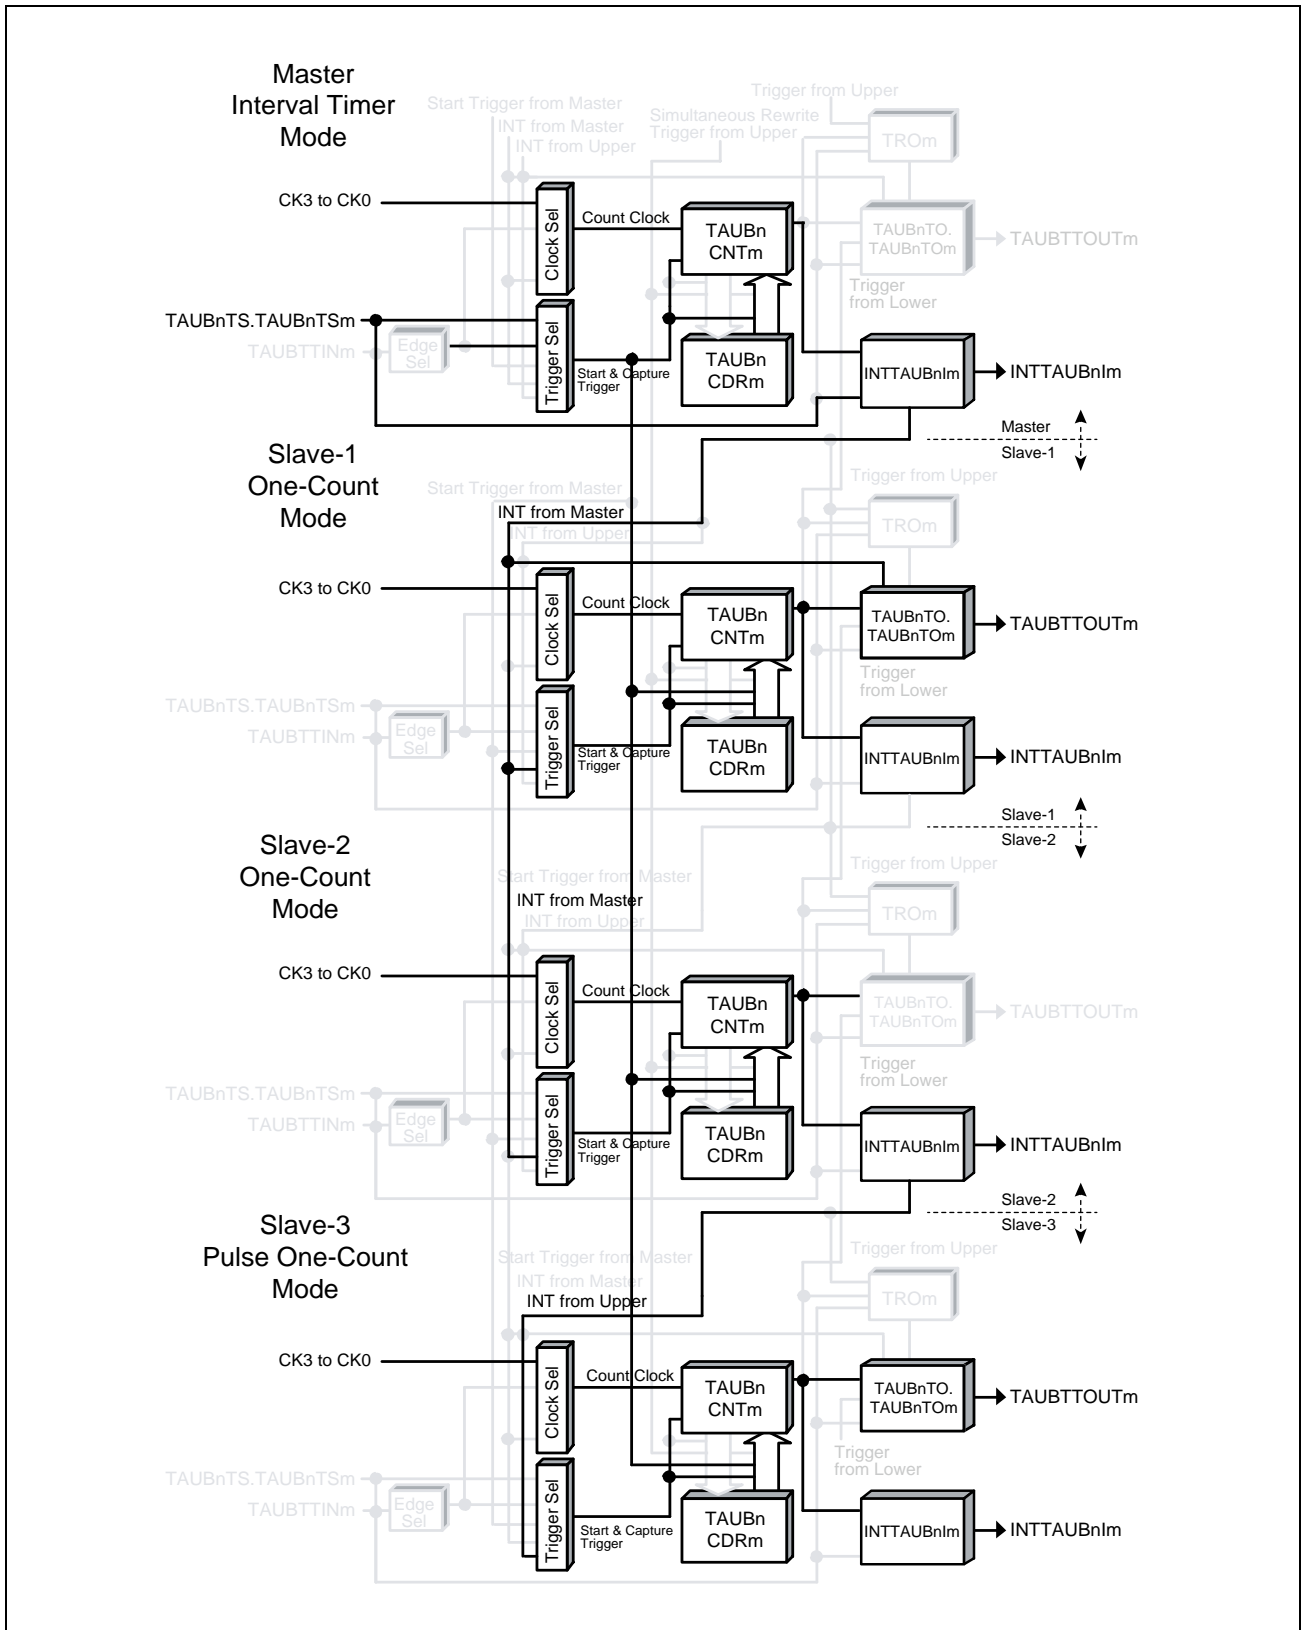 Master
Interval Timer
Mode
Start Trigger from Master
INT from Master
INT from Upper
Simultaneous Rewrite
Trigger from Upper
Trigger from Upper
TROm
CK3 to CK0
Clock Sel
Count Clock
TAUBn
CNTm
TAUBnTO.
TAUBnTOm
TAUBTTOUTm
Trigger
from Lower
TAUBnTS.TAUBnTSm
TAUBTTINm
Edge
Sel
Trigger Sel
Start & Capture
Trigger
TAUBn
CDRm
INTTAUBnIm
INTTAUBnIm
Master
Slave-1
Slave-1
One-Count
Mode
Start Trigger from Master
INT from Master
INT from Upper
Trigger from Upper
TROm
CK3 to CK0
Clock Sel
Count Clock
TAUBn
CNTm
TAUBnTO.
TAUBnTOm
TAUBTTOUTm
Trigger
from Lower
TAUBnTS.TAUBnTSm
TAUBTTINm
Edge
Sel
Trigger Sel
Start & Capture
Trigger
TAUBn
CDRm
INTTAUBnIm
INTTAUBnIm
Slave-1
Slave-2
Slave-2
One-Count
Mode
Start Trigger from Master
INT from Master
INT from Upper
Trigger from Upper
TROm
CK3 to CK0
Clock Sel
Count Clock
TAUBn
CNTm
TAUBnTO.
TAUBnTOm
TAUBTTOUTm
Trigger
from Lower
TAUBnTS.TAUBnTSm
TAUBTTINm
Edge
Sel
Trigger Sel
Start & Capture
Trigger
TAUBn
CDRm
INTTAUBnIm
INTTAUBnIm
Slave-2
Slave-3
Slave-3
Pulse One-Count
Mode
Start Trigger from Master
INT from Master
INT from Upper
Trigger from Upper
TROm
CK3 to CK0
Clock Sel
Count Clock
TAUBn
CNTm
TAUBnTO.
TAUBnTOm
TAUBTTOUTm
Trigger
from Lower
TAUBnTS.TAUBnTSm
TAUBTTINm
Edge
Sel
Trigger Sel
Start & Capture
Trigger
TAUBn
CDRm
INTTAUBnIm
INTTAUBnIm